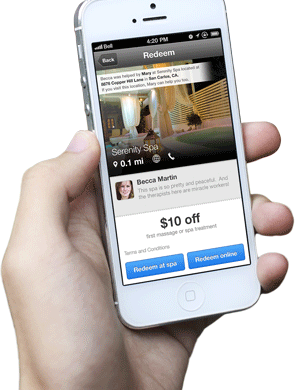 Bell 4:20 PM
Back Redeem
Becca was helped by Mary at Serenity Spa located at
8876 Copper Hill Lane in San Carlos, CA.
If you visit this location, Mary can help you too.
Serenity Spa
0.1 mi
Becca Martin
This spa is so pretty and peaceful. And
the therapists here are miracle workers!
$10 off
first massage or spa treatment
Terms and Conditions
Redeem at spa Redeem online